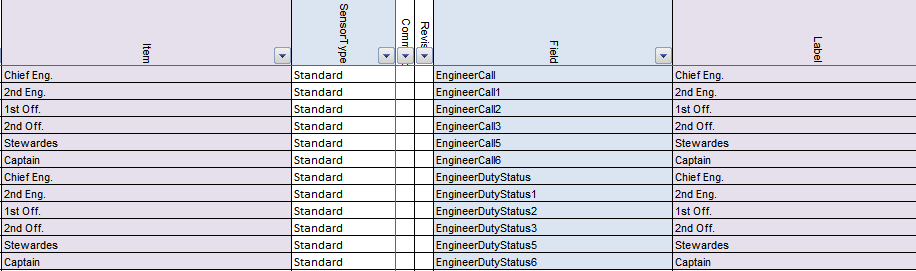 Item SensorType Comm Revis Field Label
Chief Eng. Standard EngineerCall Chief Eng.
2nd Eng. Standard EngineerCall1 2nd Eng.
1st Off. Standard EngineerCall2 1st Off.
2nd Off. Standard EngineerCall3 2nd Off.
Stewardes Standard EngineerCall5 Stewardes
Captain Standard EngineerCall6 Captain
Chief Eng. Standard EngineerDutyStatus Chief Eng.
2nd Eng. Standard EngineerDutyStatus1 2nd Eng.
1st Off. Standard EngineerDutyStatus2 1st Off.
2nd Off. Standard EngineerDutyStatus3 2nd Off.
Stewardes Standard EngineerDutyStatus5 Stewardes
Captain Standard EngineerDutyStatus6 Captain